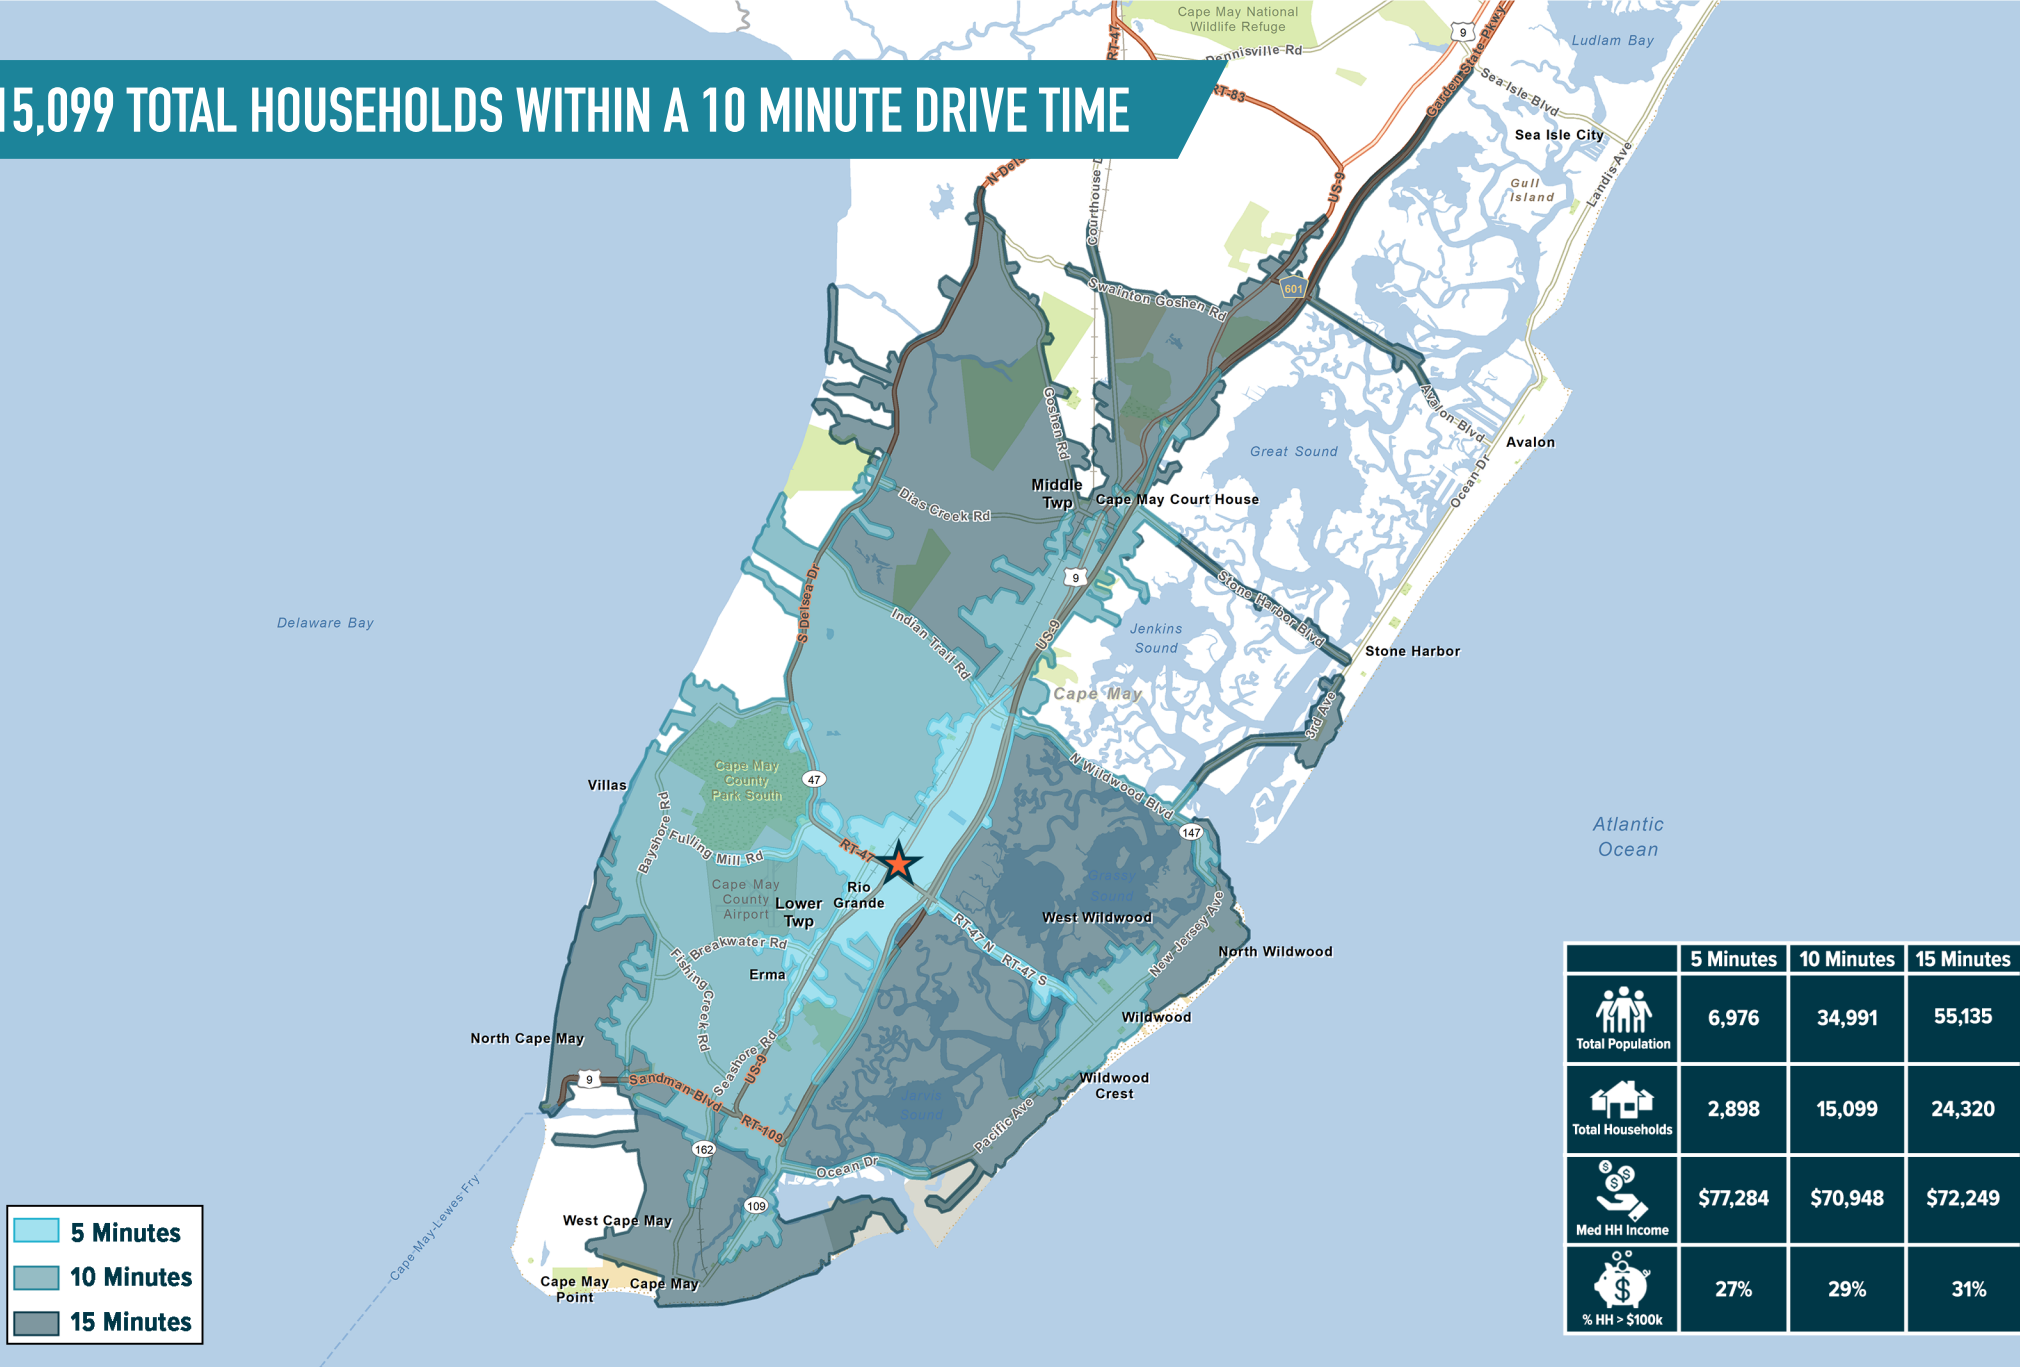 Cape May National
Wildlife Refuge
RT-47
Dennisville Rd
9
Garden State Pkwy
Ludlam Bay
Sea Isle Blvd
Sea Isle City
Landis Ave
15,099 TOTAL HOUSEHOLDS WITHIN A 10 MINUTE DRIVE TIME
RT-83
US-9
Gull
Island
Swainton Goshen Rd
601
Goshen Rd
Avalon Blvd
Avalon
Great Sound
Ocean Dr
Middle
Twp
Cape May Court House
Dias Creek Rd
9
Stone Harbor Blvd
S Delsea Dr
Indian Trail Rd
US-9
Jenkins
Sound
Stone Harbor
Delaware Bay
Cape May
3rd Ave
N Wildwood Blvd
147
Villas
Cape May
County
Park South
47
Bayshore Rd
Fulling Mill Rd
RT-47
Atlantic
Ocean
Cape May
County
Airport
Rio
Grande
Lower
Twp
Grassy
Sound
West Wildwood
RT-47 N
RT-47 S
New Jersey Ave
North Wildwood
Breakwater Rd
Fishing Creek Rd
Erma
Wildwood
North Cape May
Seashore Rd
US-9
9
Sandman Blvd
RT-109
Wildwood
Crest
Jarvis
Sound
Pacific Ave
162
Ocean Dr
109
West Cape May
Cape May-Lewes Fry
Cape May
Point
Cape May
5 Minutes
10 Minutes
15 Minutes
5 Minutes 10 Minutes 15 Minutes
Total Population 6,976 34,991 55,135
Total Households 2,898 15,099 24,320
Med HH Income $77,284 $70,948 $72,249
% HH > $100k 27% 29% 31%